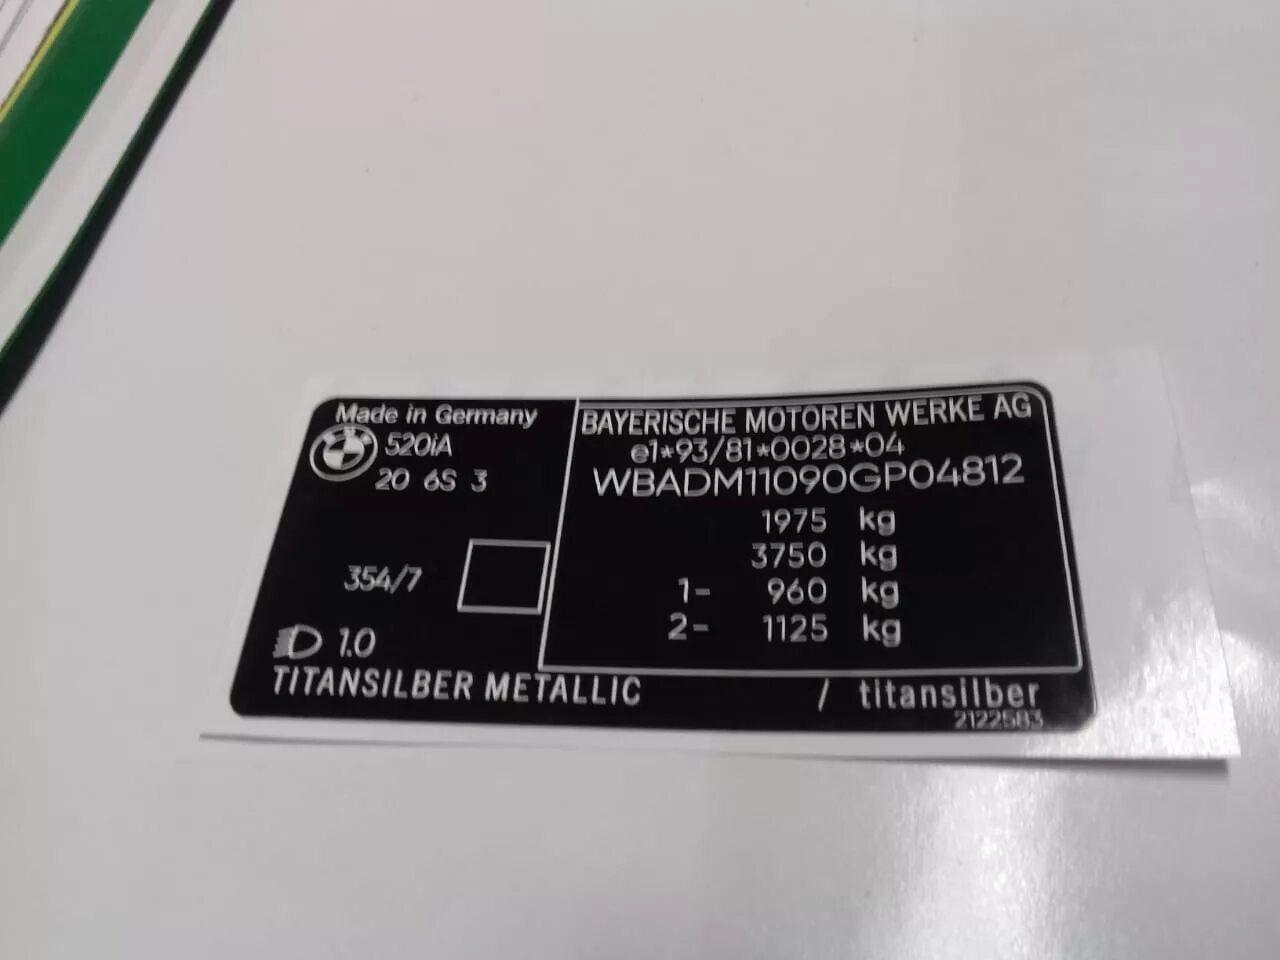 Made in Germany
520iA
20 6S 3
354/7
1.0
BAYERISCHE MOTOREN WERKE AG
e1*93/81*0028*04
WBADM11090GP04812
1975 kg
3750 kg
1- 960 kg
2- 1125 kg
TITANSILBER METALLIC / titansilber
2122583